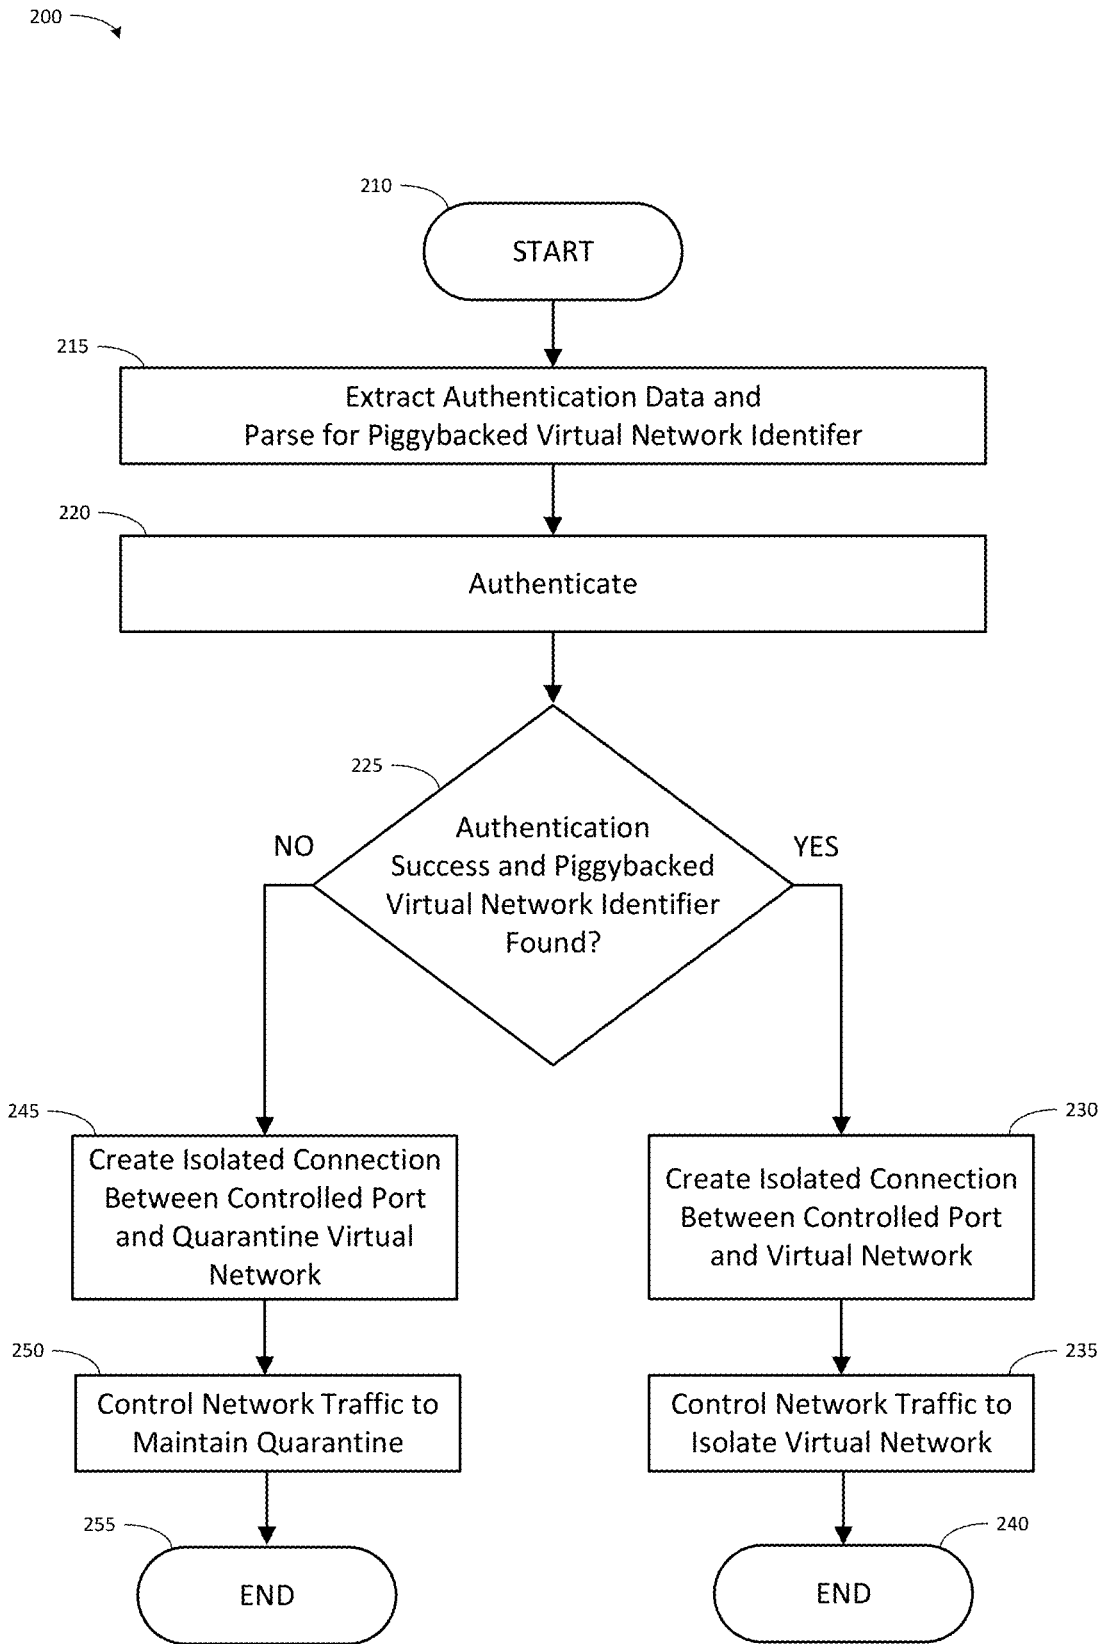 200
210
START
215
Extract Authentication Data and
Parse for Piggybacked Virtual Network Identifer
220
Authenticate
225
Authentication
Success and Piggybacked
Virtual Network Identifier
Found?
NO
YES
245
Create Isolated Connection
Between Controlled Port
and Quarantine Virtual
Network
230
Create Isolated Connection
Between Controlled Port
and Virtual Network
250
Control Network Traffic to
Maintain Quarantine
235
Control Network Traffic to
Isolate Virtual Network
255
END
240
END